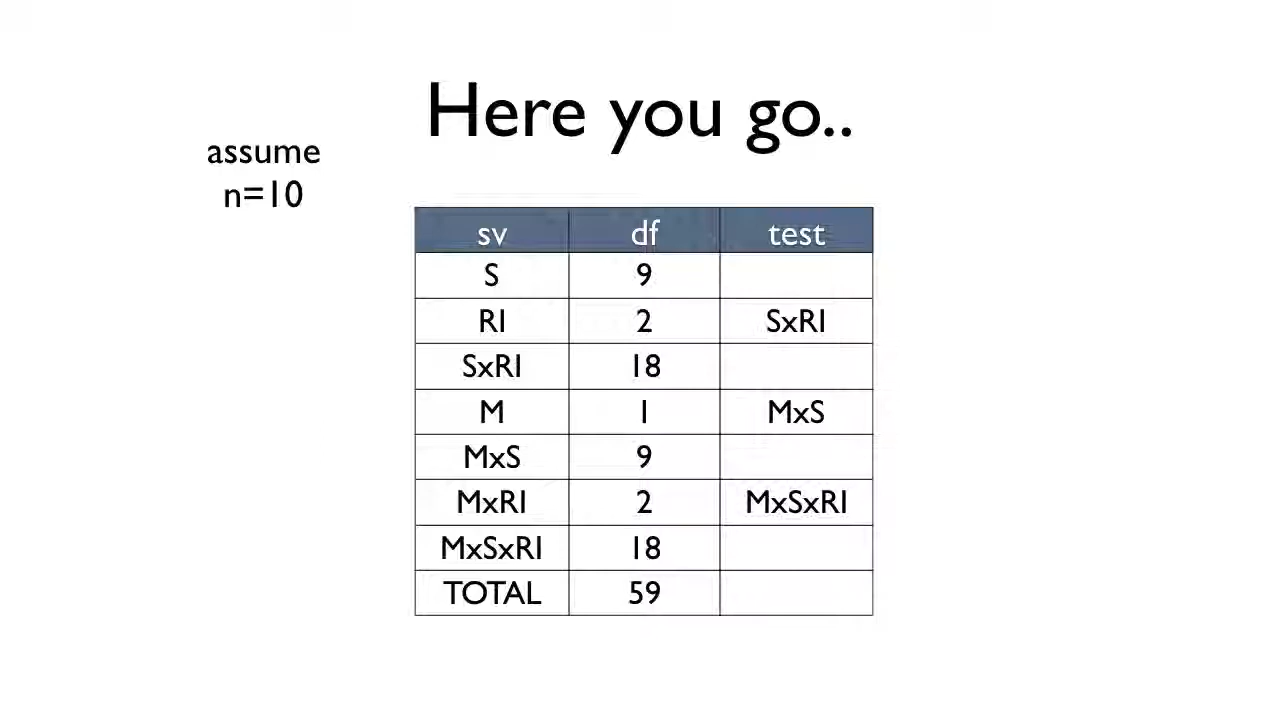 Here you go..
assume
n=10
sv df test
S 9
RI 2 SxRI
SxRI 18
M 1 MxS
MxS 9
MxRI 2 MxSxRI
MxSxRI 18
TOTAL 59